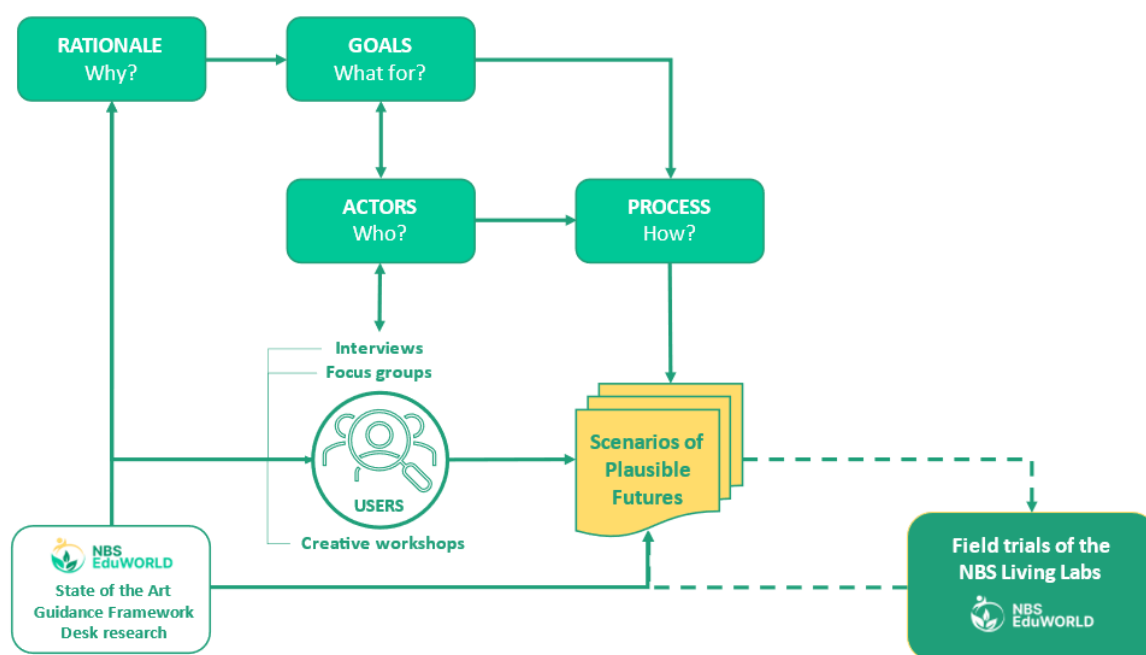 RATIONALE
Why?
GOALS
What for?
ACTORS
Who?
PROCESS
How?
Interviews
Focus groups
USERS
Creative workshops
Scenarios of
Plausible
Futures
NBS
EduWORLD
State of the Art
Guidance Framework
Desk research
Field trials of the
NBS Living Labs
NBS
EduWORLD